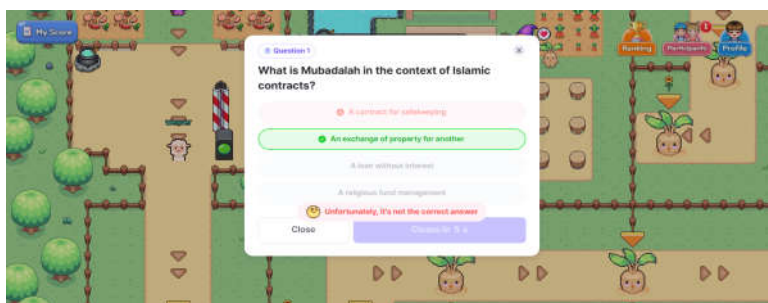 My Score
Question 1
What is Mubadalah in the context of Islamic
contracts?
A contract for safekeeping
An exchange of property for another
A loan without interest
A religious fund management
Unfortunately, it's not the correct answer
Close
5 s
Ranking
Participants
1
Profile